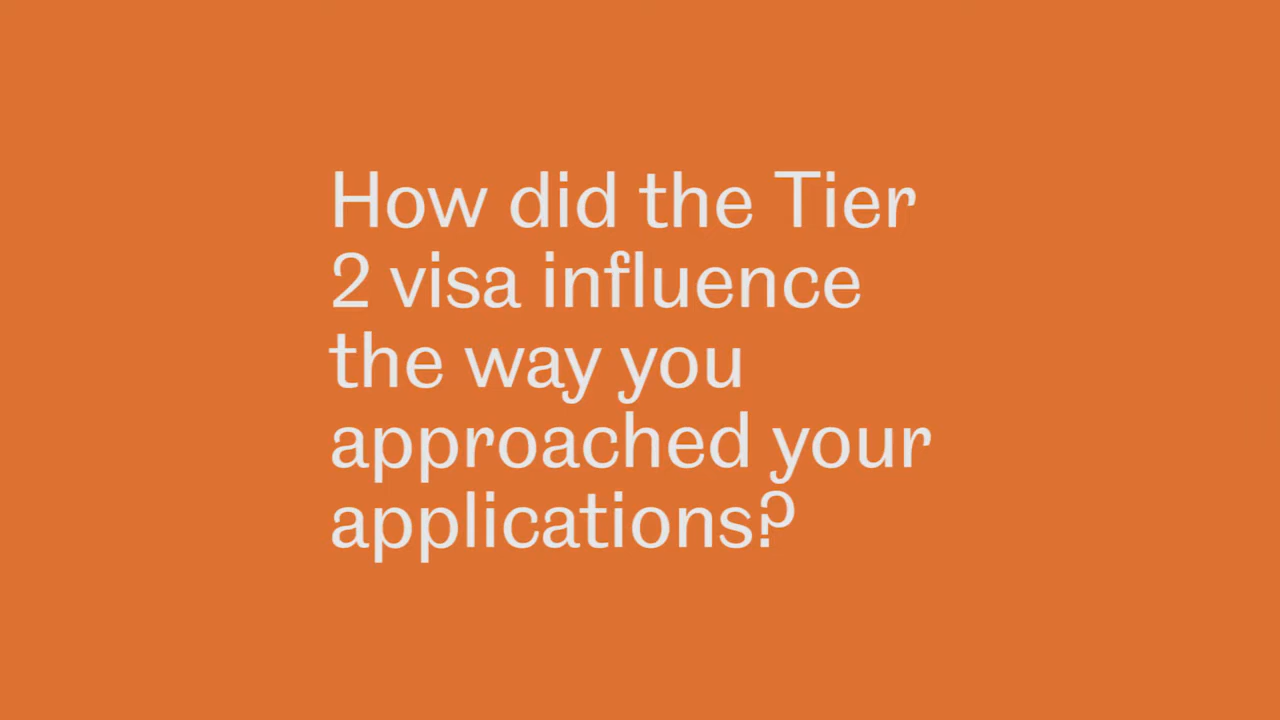 How did the Tier
2 visa influence
the way you
approached your
applications?